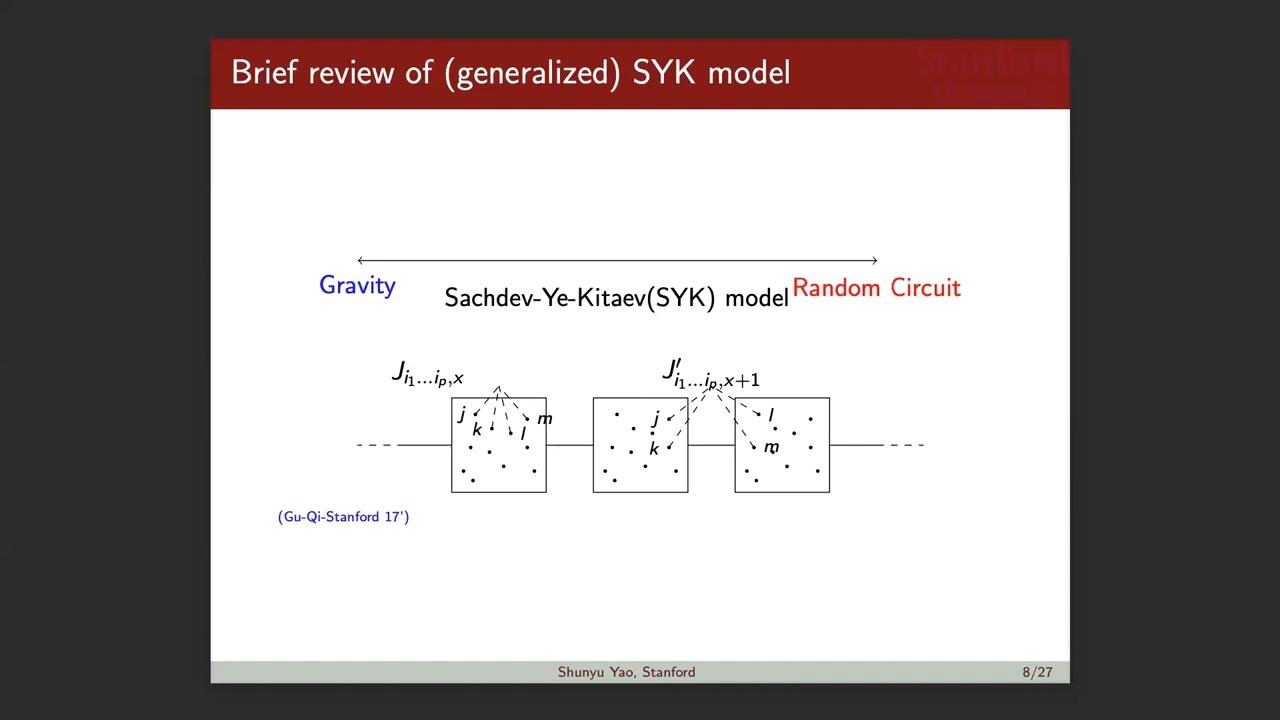 Brief review of (generalized) SYK model
Gravity
Sachdev-Ye-Kitaev(SYK) model
Random Circuit
J_{i_1...i_p,x}
J'_{i_1...i_p,x+1}
j k l m
j k
l m
(Gu-Qi-Stanford 17')
Shunyu Yao, Stanford
8/27